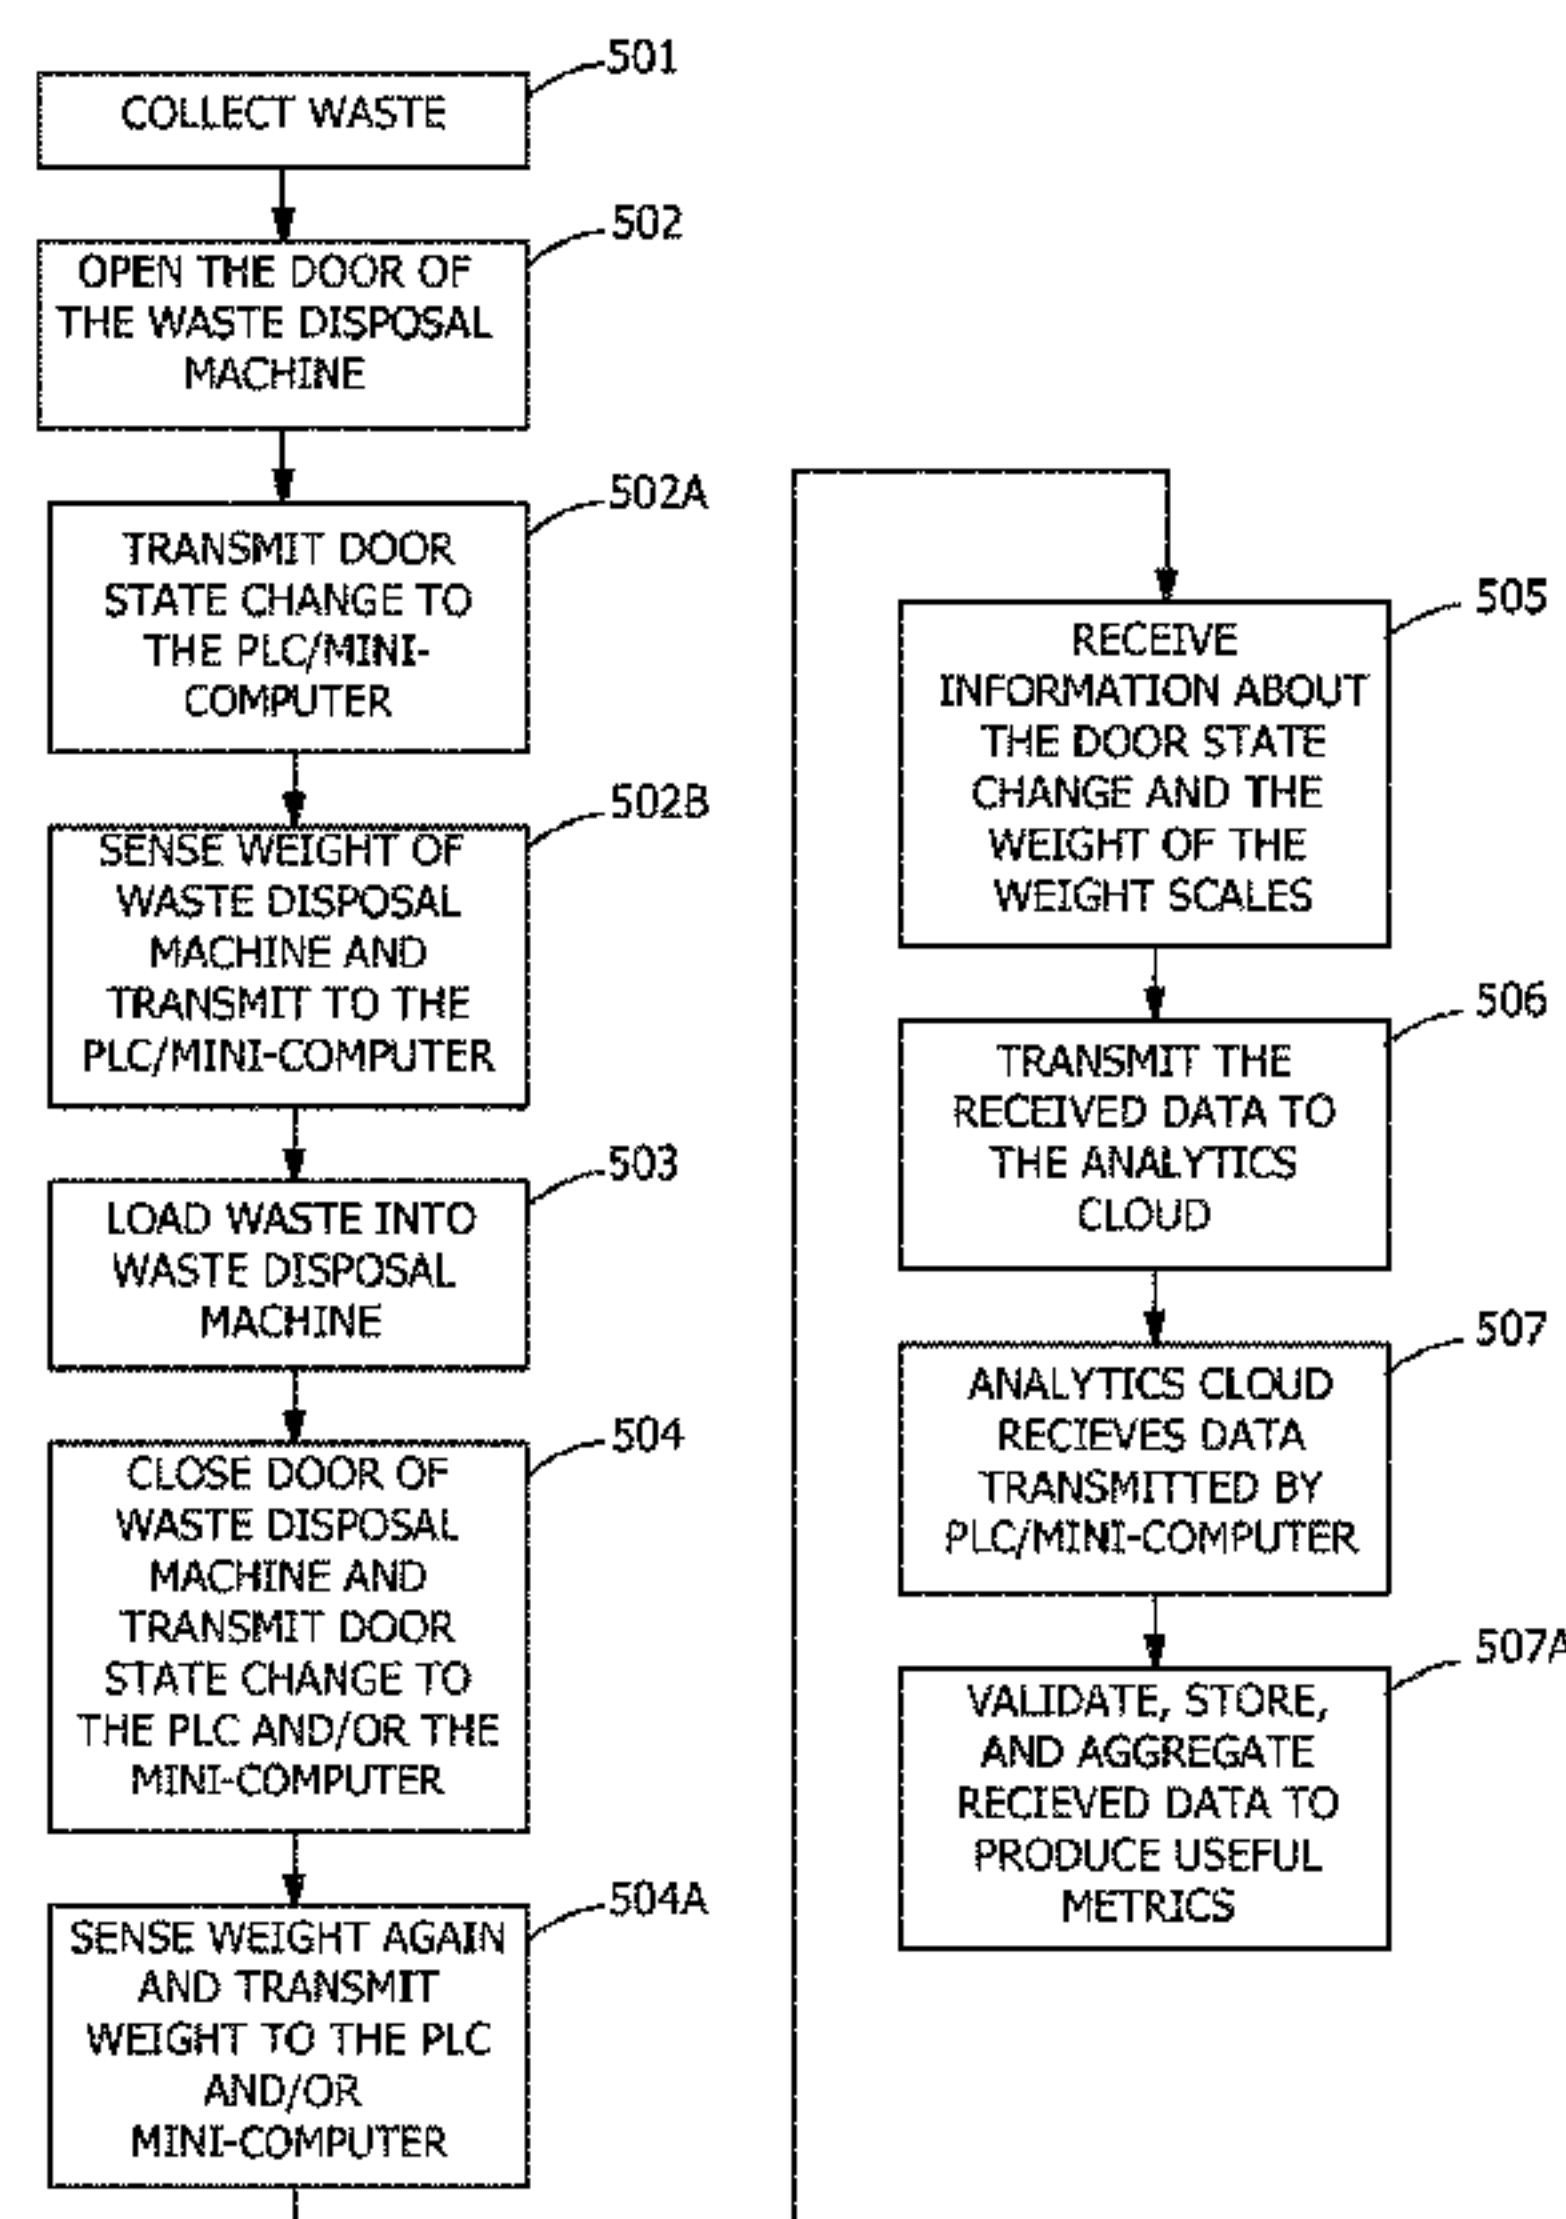 501
COLLECT WASTE
502
OPEN THE DOOR OF
THE WASTE DISPOSAL
MACHINE
502A
TRANSMIT DOOR
STATE CHANGE TO
THE PLC/MINI-
COMPUTER
502B
SENSE WEIGHT OF
WASTE DISPOSAL
MACHINE AND
TRANSMIT TO THE
PLC/MINI-COMPUTER
503
LOAD WASTE INTO
WASTE DISPOSAL
MACHINE
504
CLOSE DOOR OF
WASTE DISPOSAL
MACHINE AND
TRANSMIT DOOR
STATE CHANGE TO
THE PLC AND/OR THE
MINI-COMPUTER
504A
SENSE WEIGHT AGAIN
AND TRANSMIT
WEIGHT TO THE PLC
AND/OR
MINI-COMPUTER
505
RECEIVE
INFORMATION ABOUT
THE DOOR STATE
CHANGE AND THE
WEIGHT OF THE
WEIGHT SCALES
506
TRANSMIT THE
RECEIVED DATA TO
THE ANALYTICS
CLOUD
507
ANALYTICS CLOUD
RECIEVES DATA
TRANSMITTED BY
PLC/MINI-COMPUTER
507A
VALIDATE, STORE,
AND AGGREGATE
RECIEVED DATA TO
PRODUCE USEFUL
METRICS